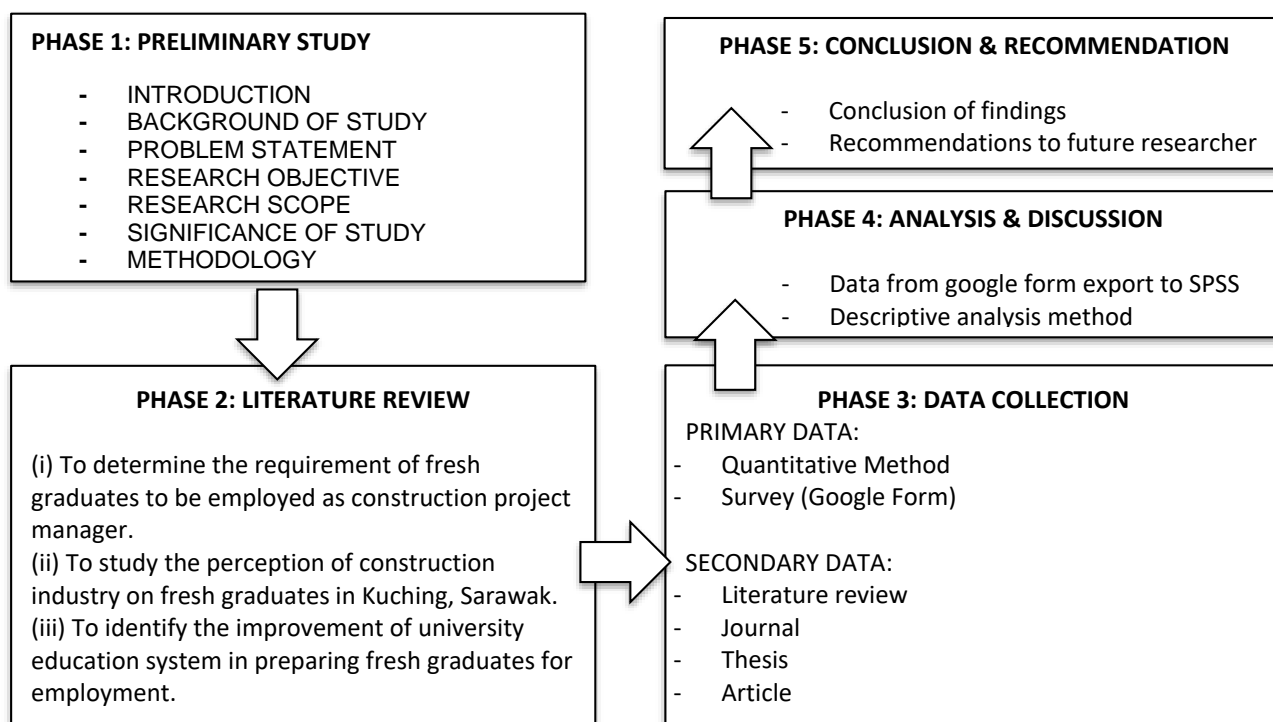 PHASE 1: PRELIMINARY STUDY
- INTRODUCTION
- BACKGROUND OF STUDY
- PROBLEM STATEMENT
- RESEARCH OBJECTIVE
- RESEARCH SCOPE
- SIGNIFICANCE OF STUDY
- METHODOLOGY
PHASE 2: LITERATURE REVIEW
(i) To determine the requirement of fresh
graduates to be employed as construction project
manager.
(ii) To study the perception of construction
industry on fresh graduates in Kuching, Sarawak.
(iii) To identify the improvement of university
education system in preparing fresh graduates for
employment.
PHASE 3: DATA COLLECTION
PRIMARY DATA:
- Quantitative Method
- Survey (Google Form)
SECONDARY DATA:
- Literature review
- Journal
- Thesis
- Article
PHASE 4: ANALYSIS & DISCUSSION
- Data from google form export to SPSS
- Descriptive analysis method
PHASE 5: CONCLUSION & RECOMMENDATION
- Conclusion of findings
- Recommendations to future researcher